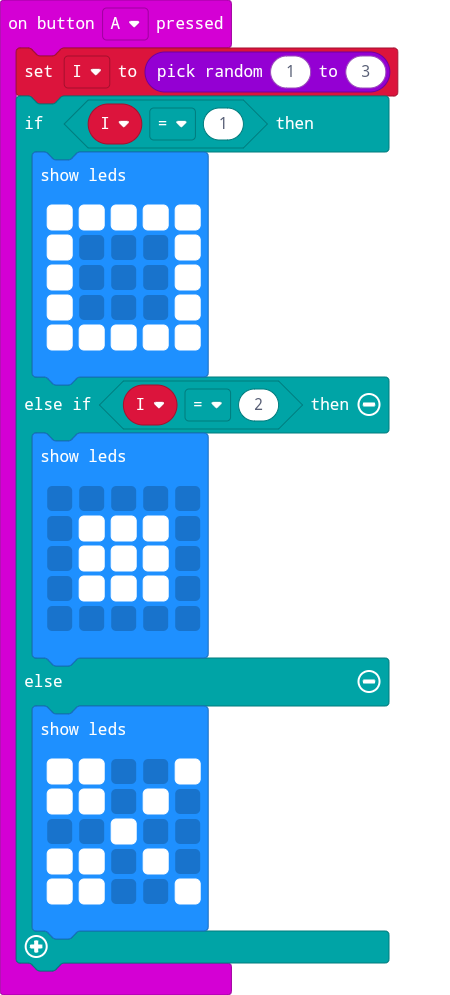 on button A pressed
set I to pick random 1 to 3
if I = 1 then
show leds
else if I = 2 then
show leds
else
show leds